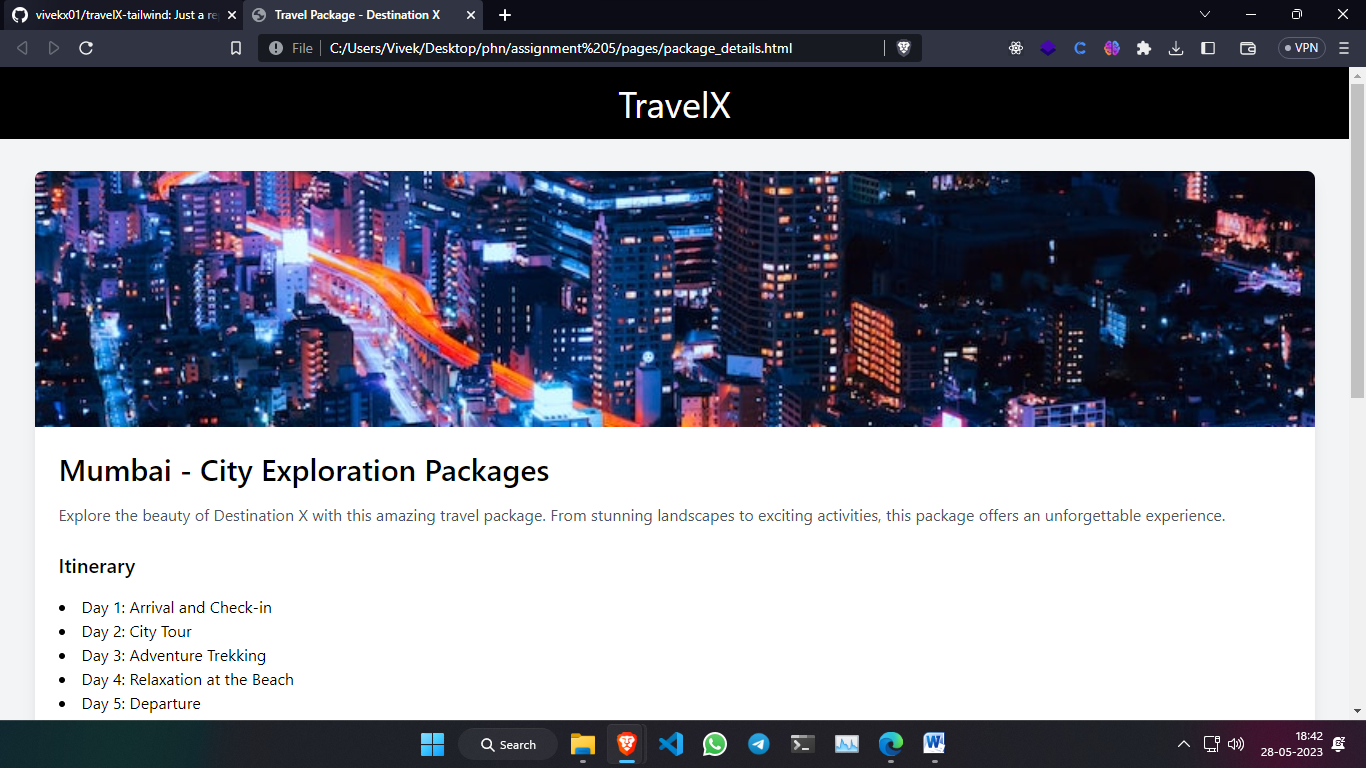 vivekx01/travelX-tailwind: Just a re
Travel Package - Destination X
File
C:/Users/Vivek/Desktop/phn/assignment%205/pages/package_details.html
VPN
TravelX
Mumbai - City Exploration Packages
Explore the beauty of Destination X with this amazing travel package. From stunning landscapes to exciting activities, this package offers an unforgettable experience.
Itinerary
Day 1: Arrival and Check-in
Day 2: City Tour
Day 3: Adventure Trekking
Day 4: Relaxation at the Beach
Day 5: Departure
Search
18:42
28-05-2023